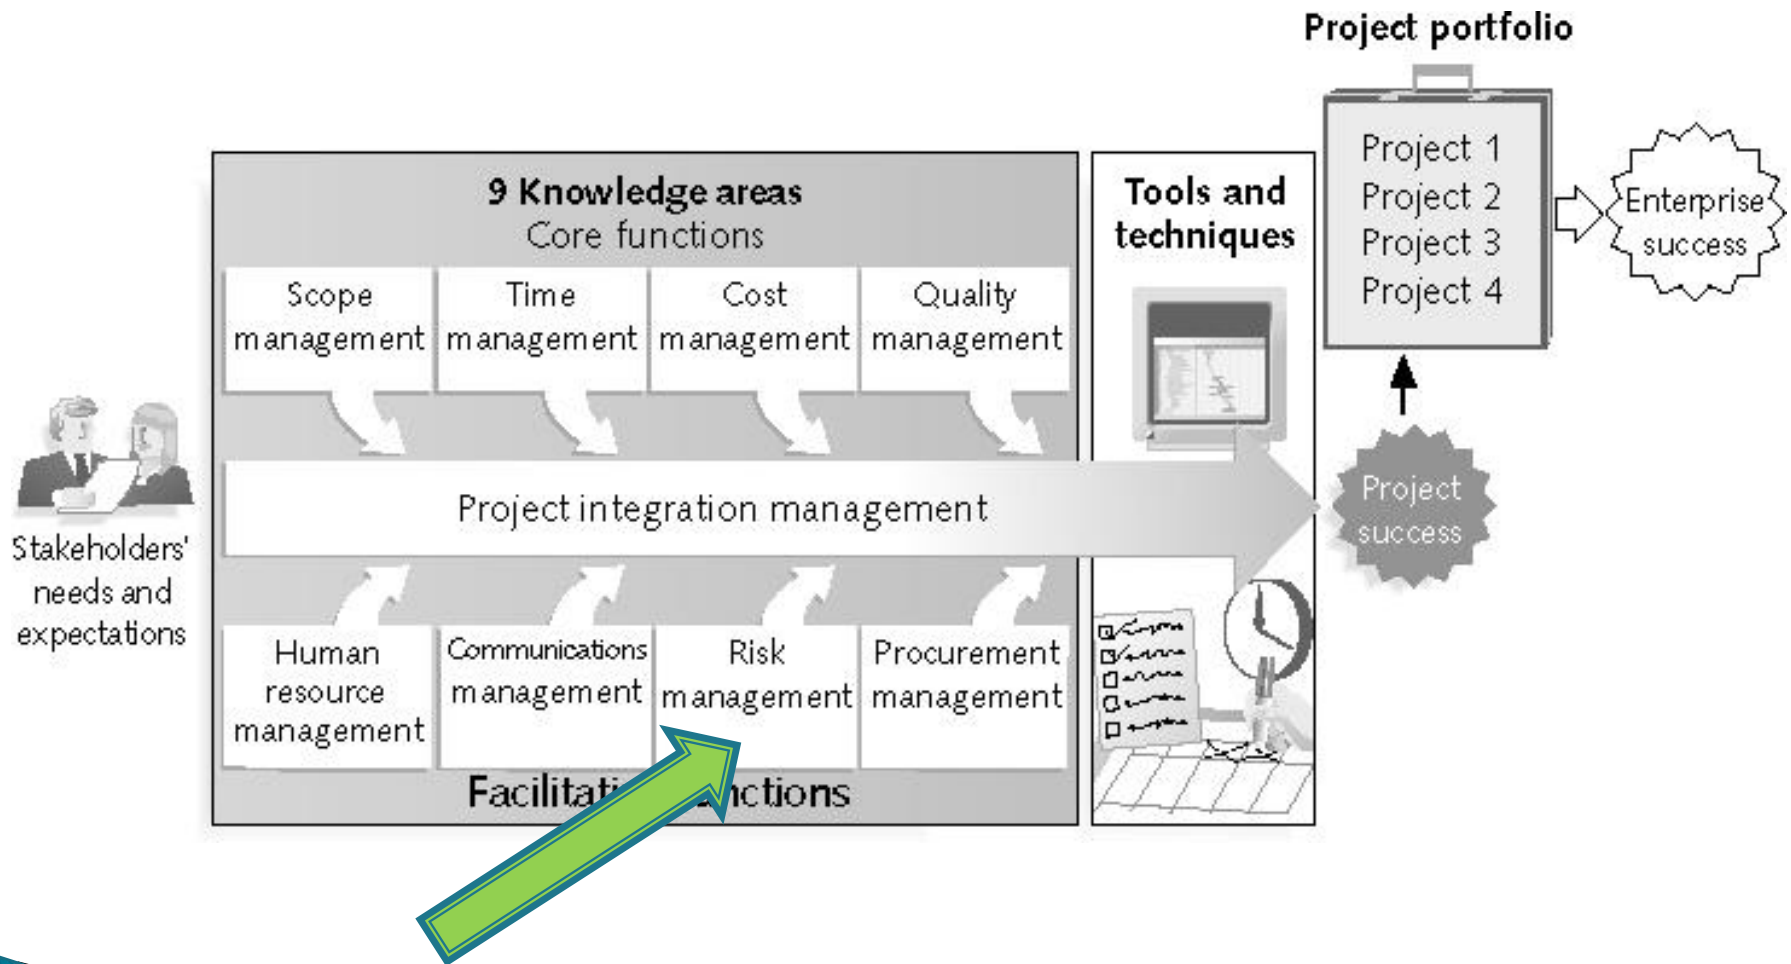 Project portfolio
Project 1
Project 2
Project 3
Project 4
Enterprise
success
9 Knowledge areas
Core functions
Scope
management
Time
management
Cost
management
Quality
management
Tools and
techniques
Project integration management
Project
success
Stakeholders'
needs and
expectations
Human
resource
management
Communications
management
Risk
management
Procurement
management